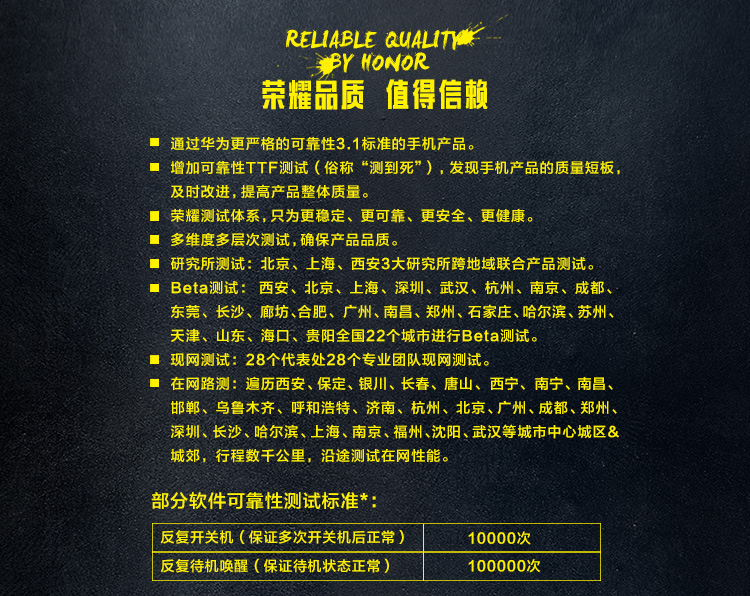 RELIABLE QUALITY
BY HONOR
荣耀品质 值得信赖
■ 通过华为更严格的可靠性3.1标准的手机产品。
■ 增加可靠性TTF测试（俗称“测到死”），发现手机产品的质量短板，
及时改进，提高产品整体质量。
■ 荣耀测试体系，只为更稳定、更可靠、更安全、更健康。
■ 多维度多层次测试，确保产品品质。
■ 研究所测试：北京、上海、西安3大研究所跨地域联合产品测试。
■ Beta测试： 西安、北京、上海、深圳、武汉、杭州、南京、成都、
东莞、长沙、廊坊、合肥、广州、南昌、郑州、石家庄、哈尔滨、苏州、
天津、山东、海口、贵阳全国22个城市进行Beta测试。
■ 现网测试：28个代表处28个专业团队现网测试。
■ 在网路测：遍历西安、保定、银川、长春、唐山、西宁、南宁、南昌、
邯郸、乌鲁木齐、呼和浩特、济南、杭州、北京、广州、成都、郑州、
深圳、长沙、哈尔滨、上海、南京、福州、沈阳、武汉等城市中心城区&
城郊，行程数千公里，沿途测试在网性能。
部分软件可靠性测试标准*：
反复开关机（保证多次开关机后正常） 10000次
反复待机唤醒（保证待机状态正常） 100000次